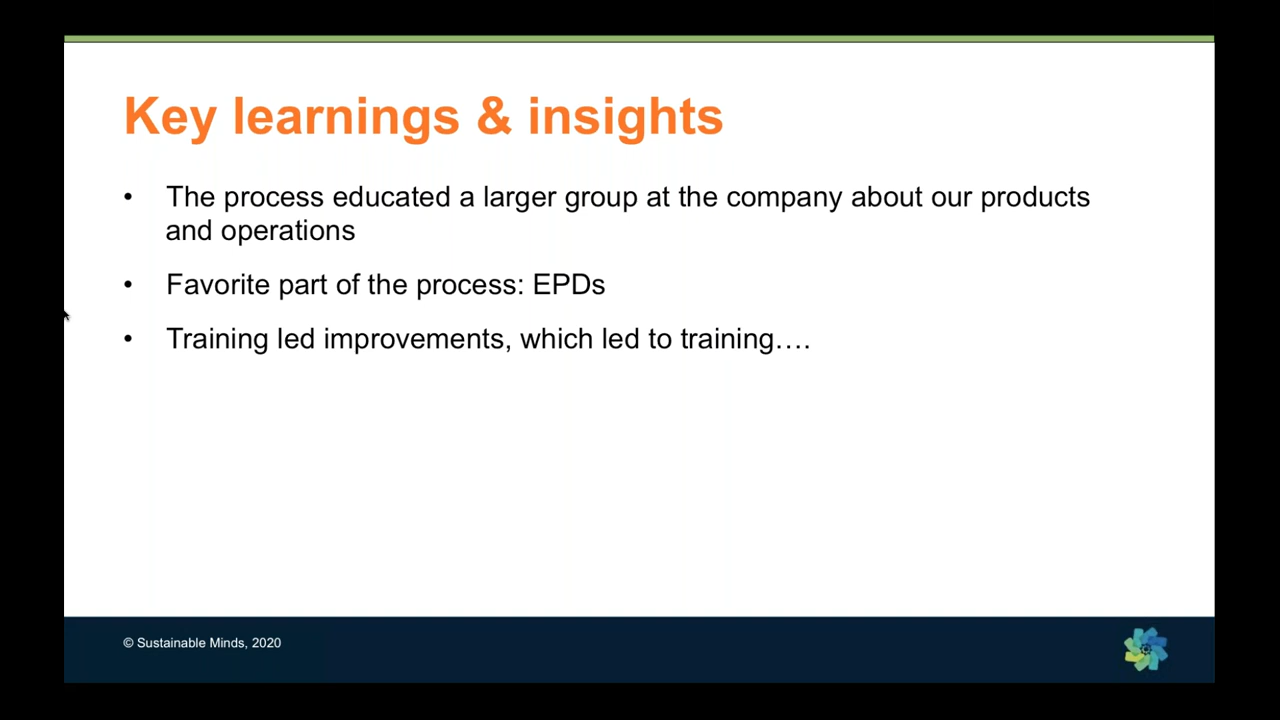 Key learnings & insights
• The process educated a larger group at the company about our products
and operations
• Favorite part of the process: EPDs
• Training led improvements, which led to training….
© Sustainable Minds, 2020